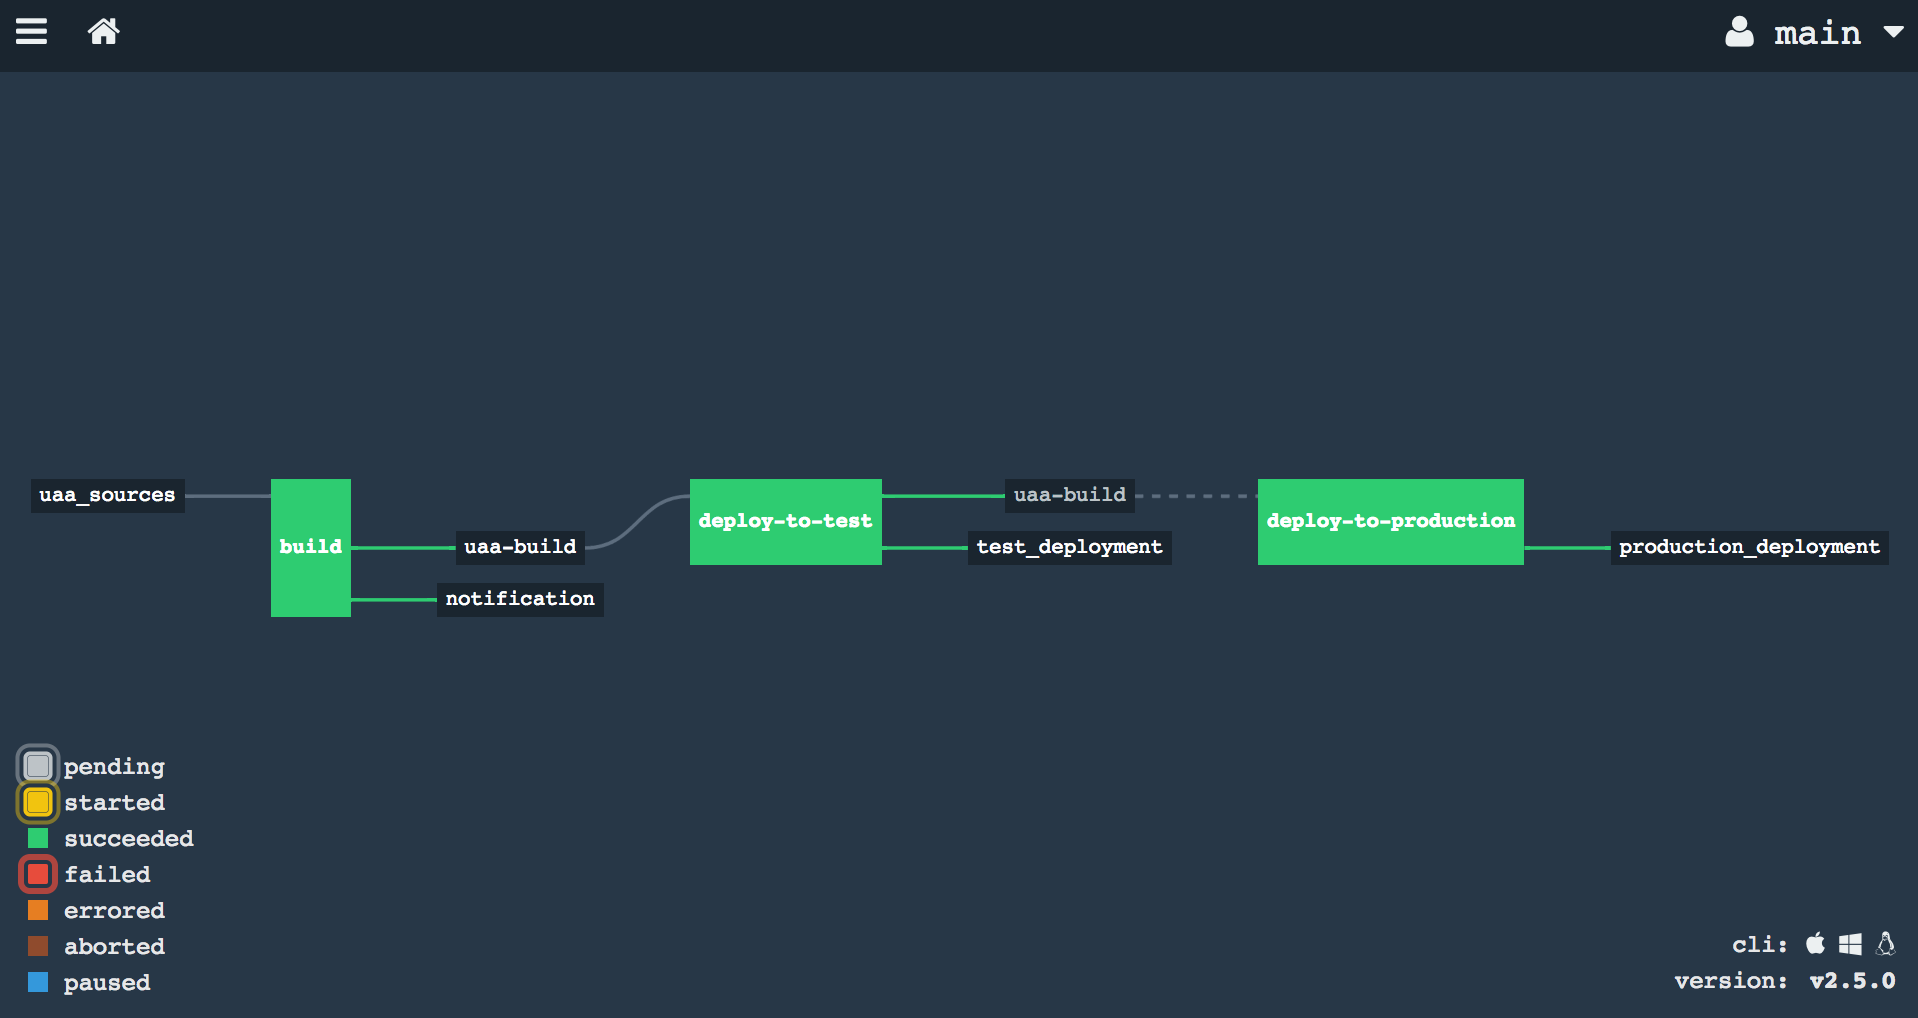 main
uaa_sources
build
uaa-build
notification
deploy-to-test
uaa-build
test_deployment
deploy-to-production
production_deployment
pending
started
succeeded
failed
errored
aborted
paused
cli:
version: v2.5.0